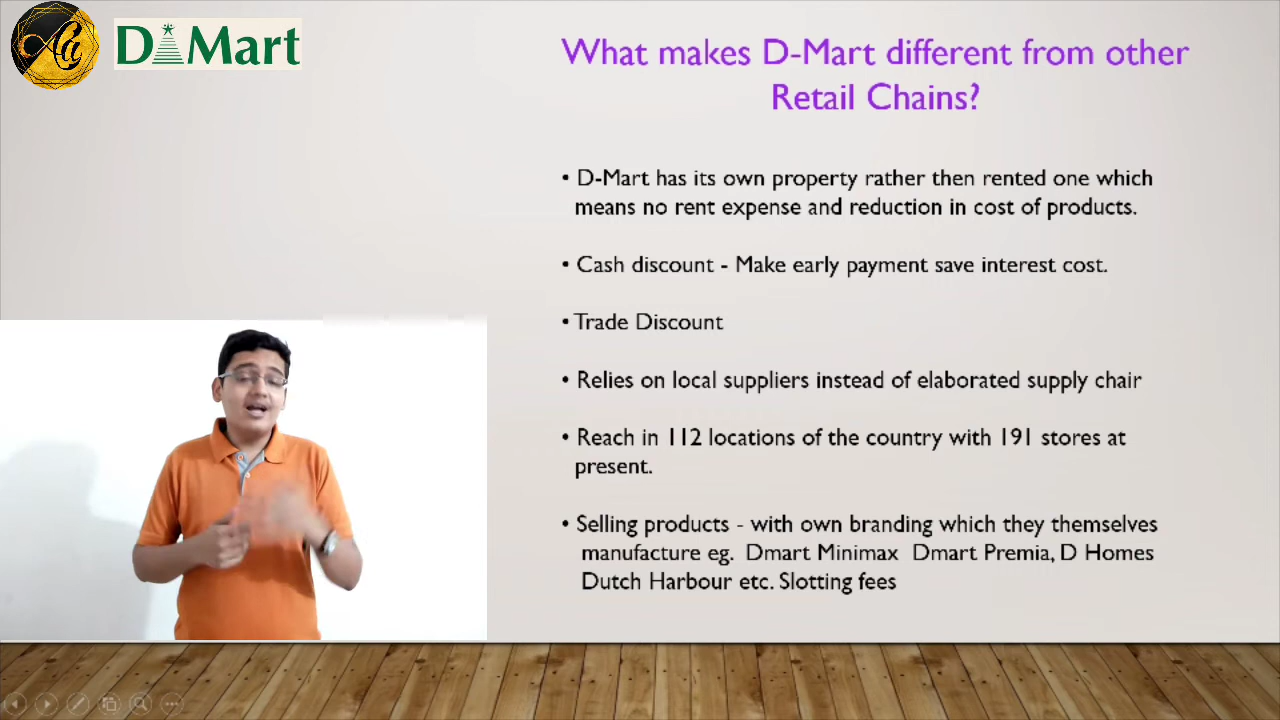 D Mart
What makes D-Mart different from other
Retail Chains?
• D-Mart has its own property rather then rented one which
means no rent expense and reduction in cost of products.
• Cash discount - Make early payment save interest cost.
• Trade Discount
• Relies on local suppliers instead of elaborated supply chair
• Reach in 112 locations of the country with 191 stores at
present.
• Selling products - with own branding which they themselves
manufacture eg. Dmart Minimax Dmart Premia, D Homes
Dutch Harbour etc. Slotting fees